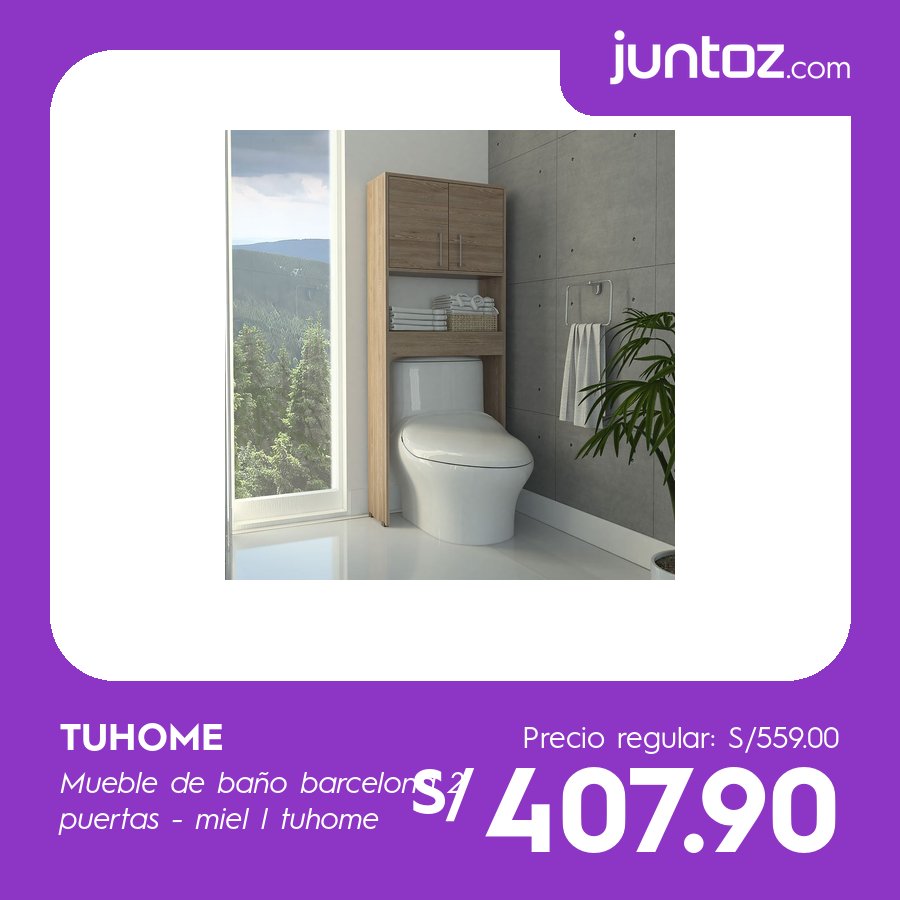 juntoz.com
TUHOME
Mueble de baño barcelona 2
puertas - miel | tuhome
Precio regular: S/559.00
S/407.90